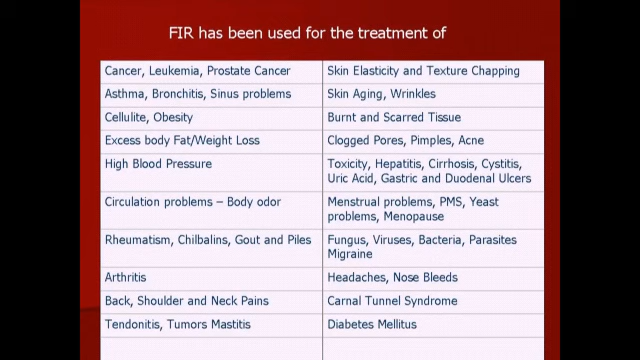 FIR has been used for the treatment of
Cancer, Leukemia, Prostate Cancer
Skin Elasticity and Texture Chapping
Asthma, Bronchitis, Sinus problems
Skin Aging, Wrinkles
Cellulite, Obesity
Burnt and Scarred Tissue
Excess body Fat/Weight Loss
Clogged Pores, Pimples, Acne
High Blood Pressure
Toxicity, Hepatitis, Cirrhosis, Cystitis,
Uric Acid, Gastric and Duodenal Ulcers
Circulation problems – Body odor
Menstrual problems, PMS, Yeast
problems, Menopause
Rheumatism, Chilbalins, Gout and Piles
Fungus, Viruses, Bacteria, Parasites
Migraine
Arthritis
Headaches, Nose Bleeds
Back, Shoulder and Neck Pains
Carnal Tunnel Syndrome
Tendonitis, Tumors Mastitis
Diabetes Mellitus